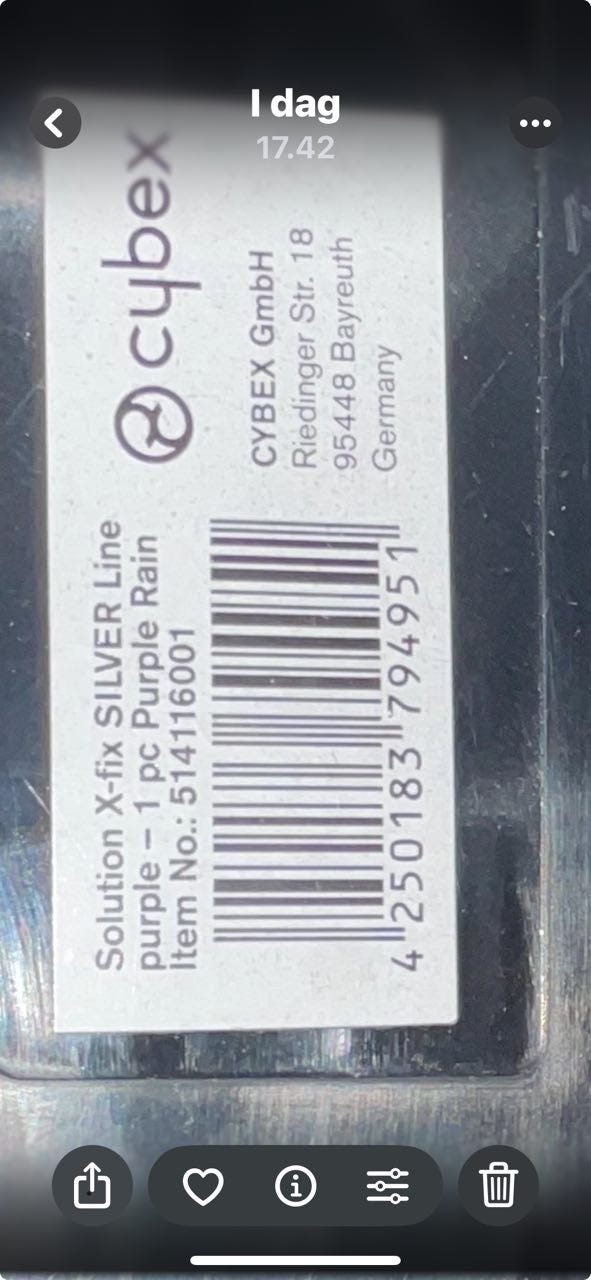 I dag
17.42
cybex
CYBEX GmbH
Riedinger Str. 18
95448 Bayreuth
Germany
Solution X-fix SILVER Line
purple – 1 pc Purple Rain
Item No.: 514116001
4 250183 794951